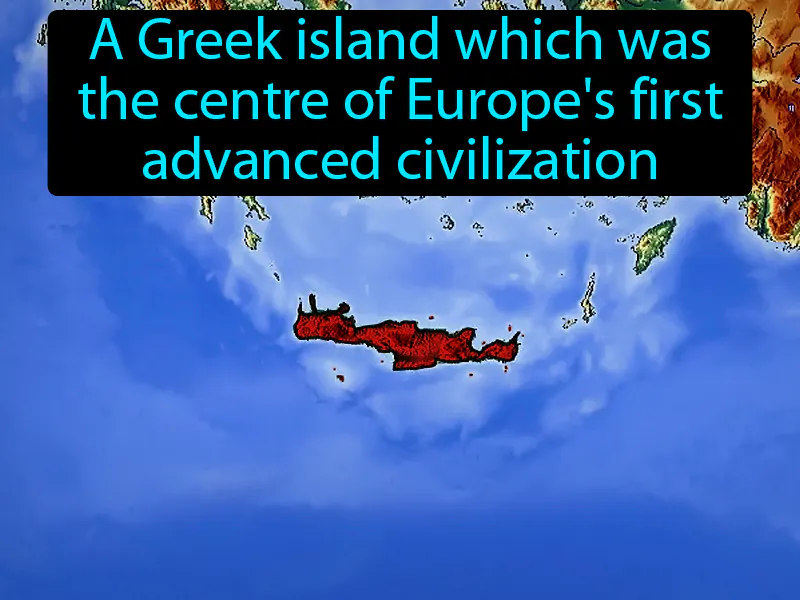 A Greek island which was
the centre of Europe's first
advanced civilization